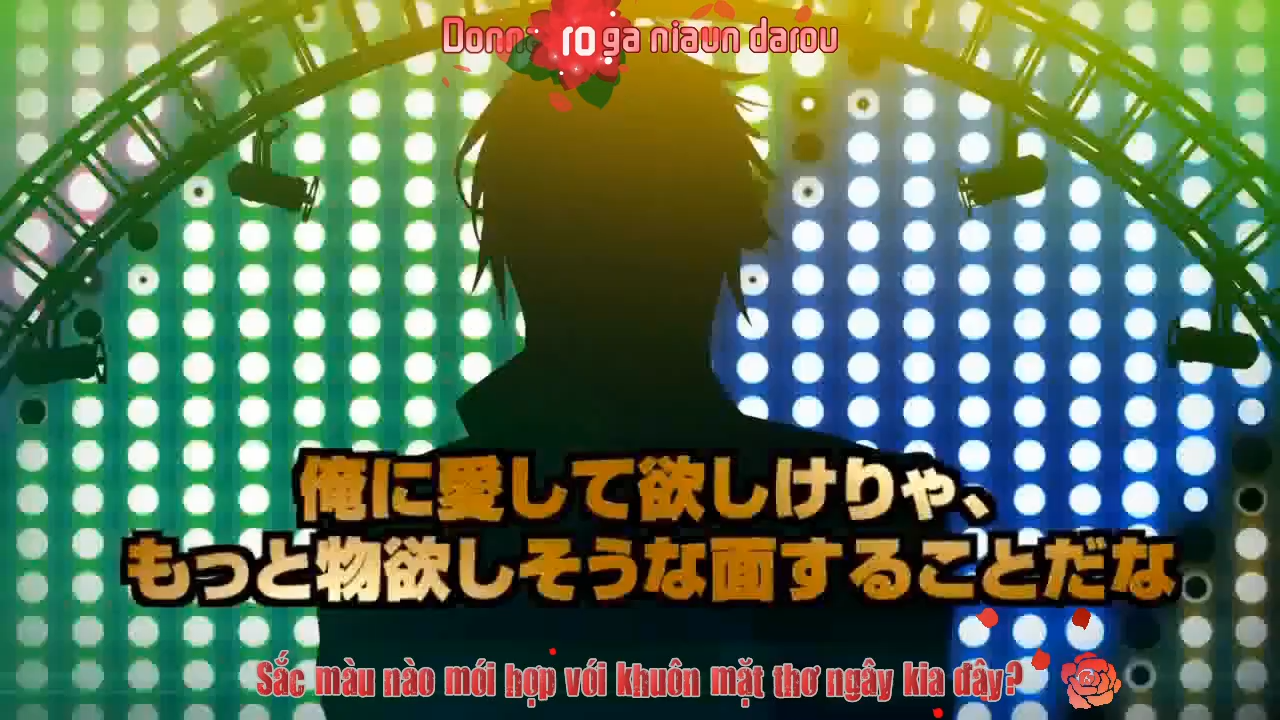 Donna iro ga niaun darou
俺に愛して欲しけりゃ、
もっと物欲しそうな面することだな
Sắc màu nào mới hợp với khuôn mặt thơ ngây kia đây?